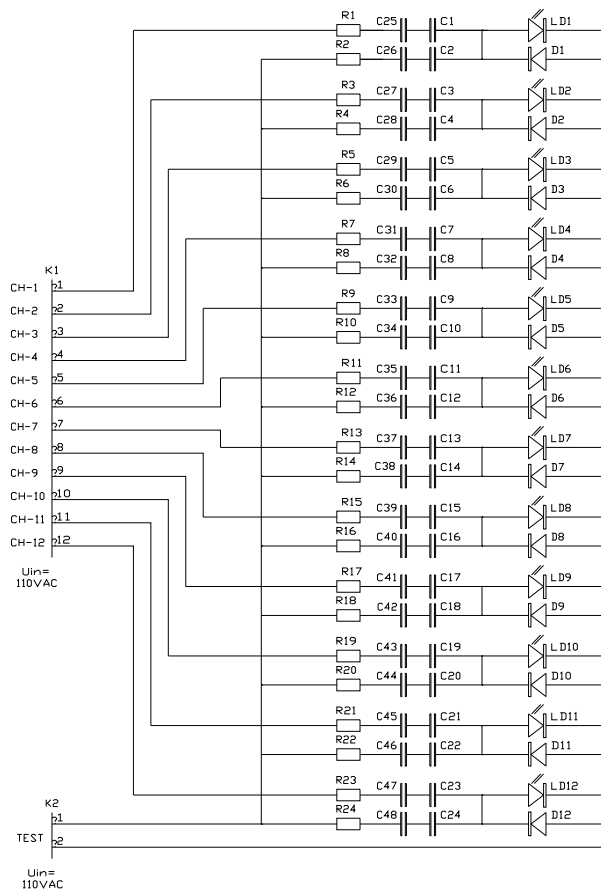 R1 C25 C1 LD1
R2 C26 C2 D1
R3 C27 C3 LD2
R4 C28 C4 D2
R5 C29 C5 LD3
R6 C30 C6 D3
R7 C31 C7 LD4
R8 C32 C8 D4
K1
CH-1 1
R9 C33 C9 LD5
CH-2 2
CH-3 3
R10 C34 C10 D5
CH-4 4
R11 C35 C11 LD6
CH-5 5
R12 C36 C12 D6
CH-6 6
CH-7 7
R13 C37 C13 LD7
CH-8 8
CH-9 9
R14 C38 C14 D7
CH-10 10
R15 C39 C15 LD8
CH-11 11
CH-12 12
R16 C40 C16 D8
Uin=
110VAC
R17 C41 C17 LD9
R18 C42 C18 D9
R19 C43 C19 LD10
R20 C44 C20 D10
R21 C45 C21 LD11
R22 C46 C22 D11
R23 C47 C23 LD12
K2
1 R24 C48 C24 D12
TEST
2
Uin=
110VAC